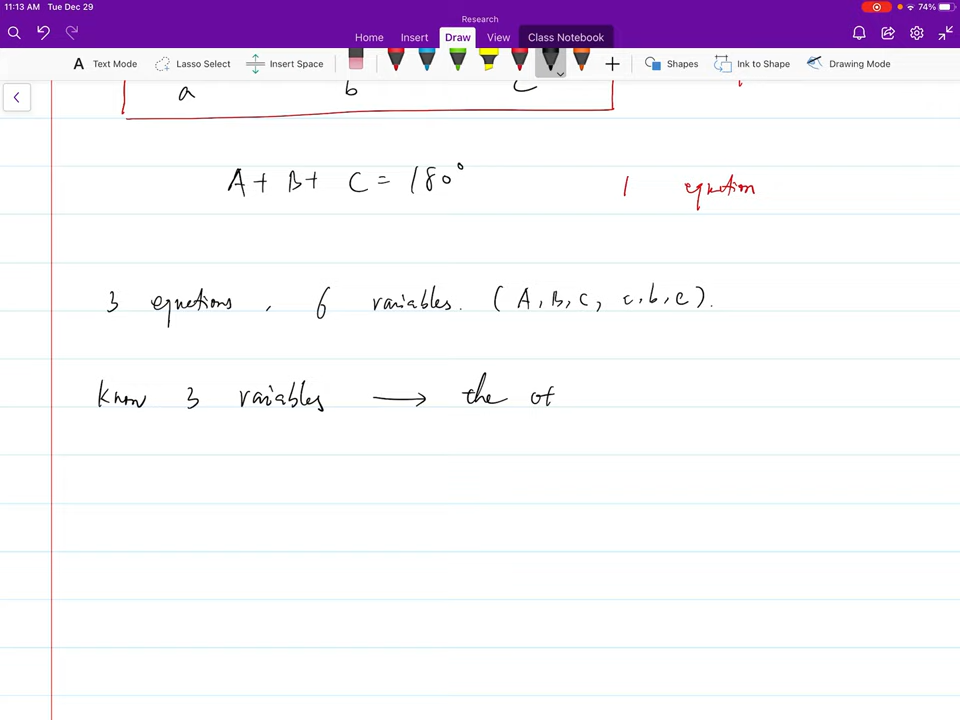 11:13 AM Tue Dec 29
74%
Research
Home Insert Draw View Class Notebook
Text Mode Lasso Select Insert Space Shapes Ink to Shape Drawing Mode
a b c
A + B + C = 180°
1 equation
3 equations, 6 variables. (A, B, C, c, b, c).
know 3 variables → the ot